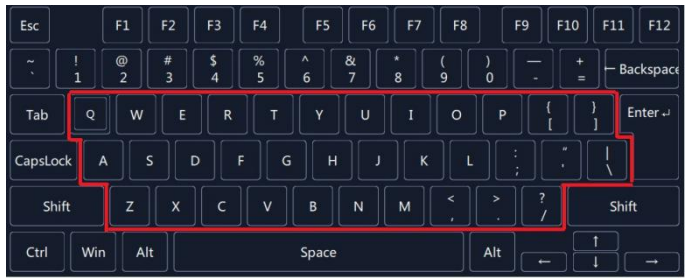 Esc F1 F2 F3 F4 F5 F6 F7 F8 F9 F10 F11 F12
~ ! @ # $ % ^ & * ( ) — +
` 1 2 3 4 5 6 7 8 9 0 - = ← Backspace
Tab Q W E R T Y U I O P { } Enter ↵
[ ]
CapsLock A S D F G H J K L : " |
; ' \
Shift Z X C V B N M < > ? Shift
, . /
Ctrl Win Alt Space Alt ↑
← ↓ →